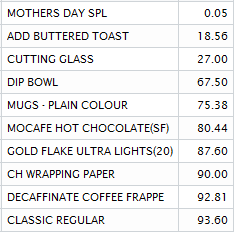 MOTHERS DAY SPL 0.05
ADD BUTTERED TOAST 18.56
CUTTING GLASS 27.00
DIP BOWL 67.50
MUGS - PLAIN COLOUR 75.38
MOCAFE HOT CHOCOLATE(SF) 80.44
GOLD FLAKE ULTRA LIGHTS(20) 87.60
CH WRAPPING PAPER 90.00
DECAFFINATE COFFEE FRAPPE 92.81
CLASSIC REGULAR 93.60